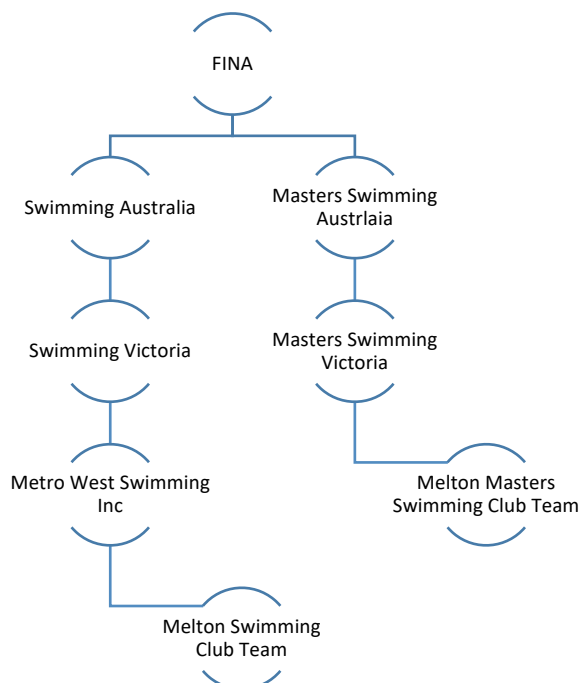 FINA
Swimming Australia
Masters Swimming
Austrlaia
Swimming Victoria
Masters Swimming
Victoria
Metro West Swimming
Inc
Melton Masters
Swimming Club Team
Melton Swimming
Club Team